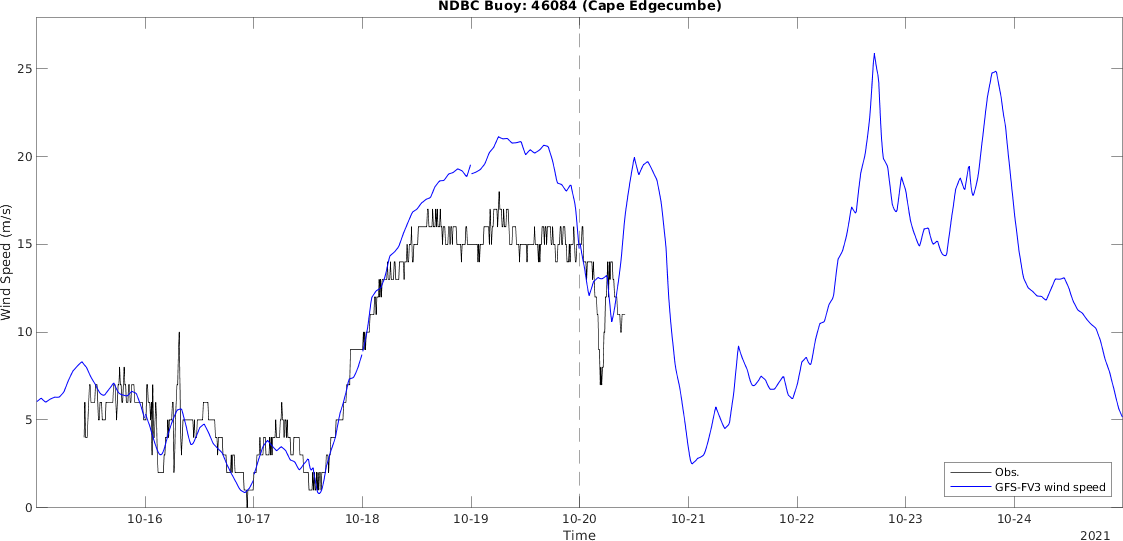 NDBC Buoy: 46084 (Cape Edgecumbe)
Wind Speed (m/s)
25
20
15
10
5
0
10-16 10-17 10-18 10-19 10-20 10-21 10-22 10-23 10-24
Time
2021
Obs.
GFS-FV3 wind speed